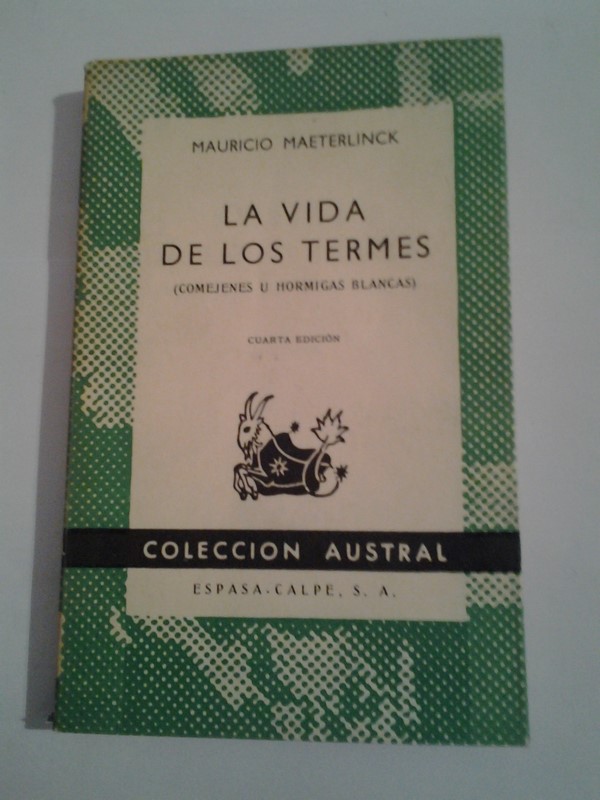 MAURICIO MAETERLINCK
LA VIDA
DE LOS TERMES
(COMEJENES U HORMIGAS BLANCAS)
CUARTA EDICIÓN
COLECCION AUSTRAL
ESPASA-CALPE, S. A.